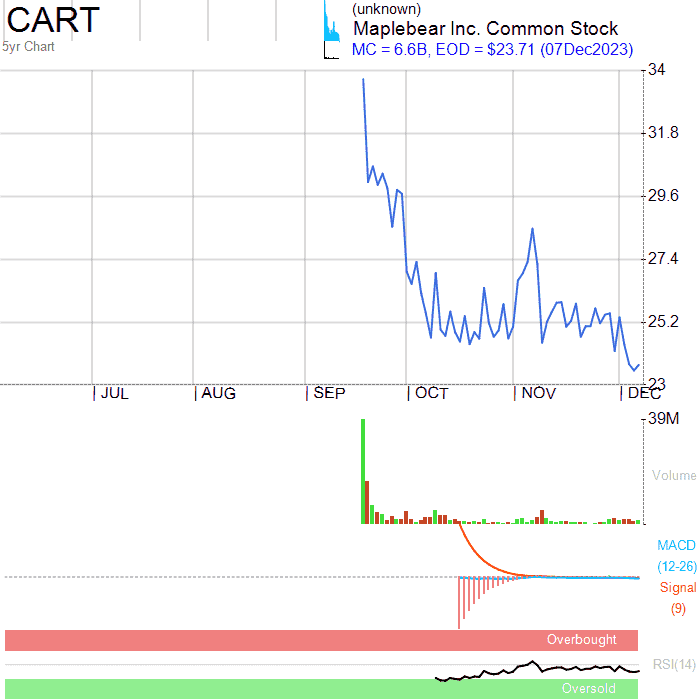 CART
5yr Chart
(unknown)
Maplebear Inc. Common Stock
MC = 6.6B, EOD = $23.71 (07Dec2023)
34
31.8
29.6
27.4
25.2
23
JUL AUG SEP OCT NOV DEC
39M
Volume
MACD
(12-26)
Signal
(9)
Overbought
RSI(14)
Oversold